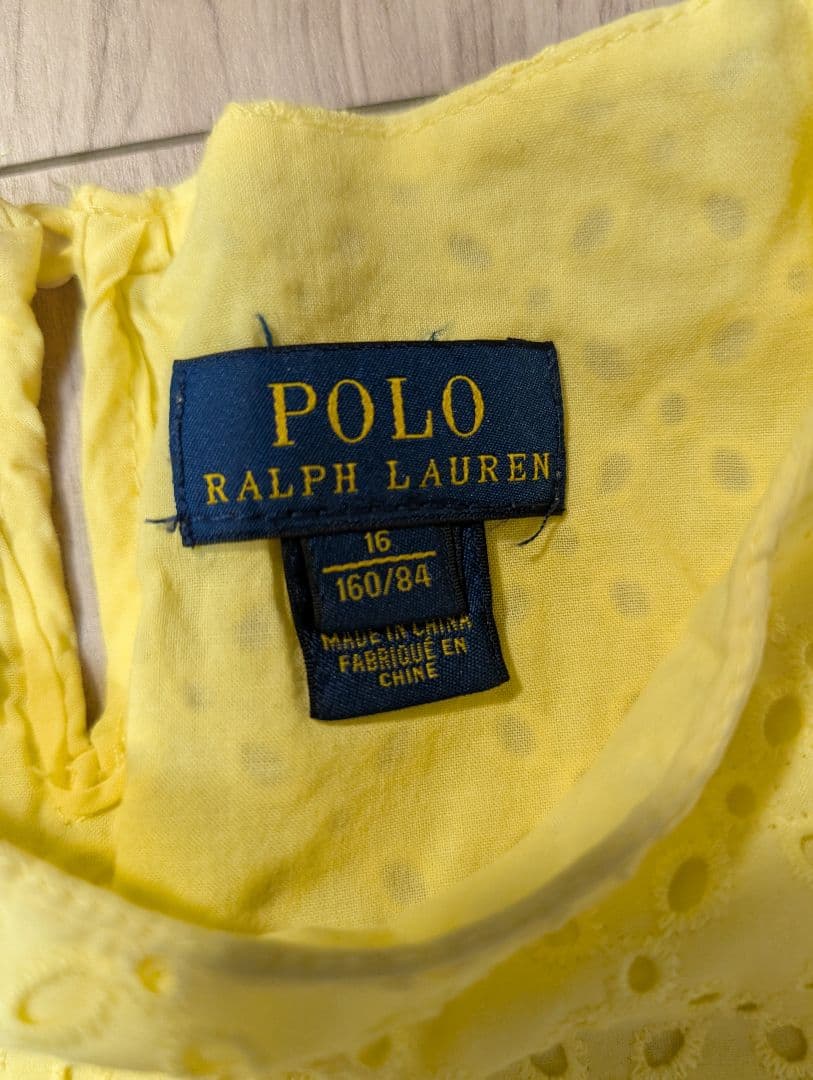 POLO
RALPH LAUREN
16
160/84
MADE IN CHINA
FABRIQUÉ EN
CHINE